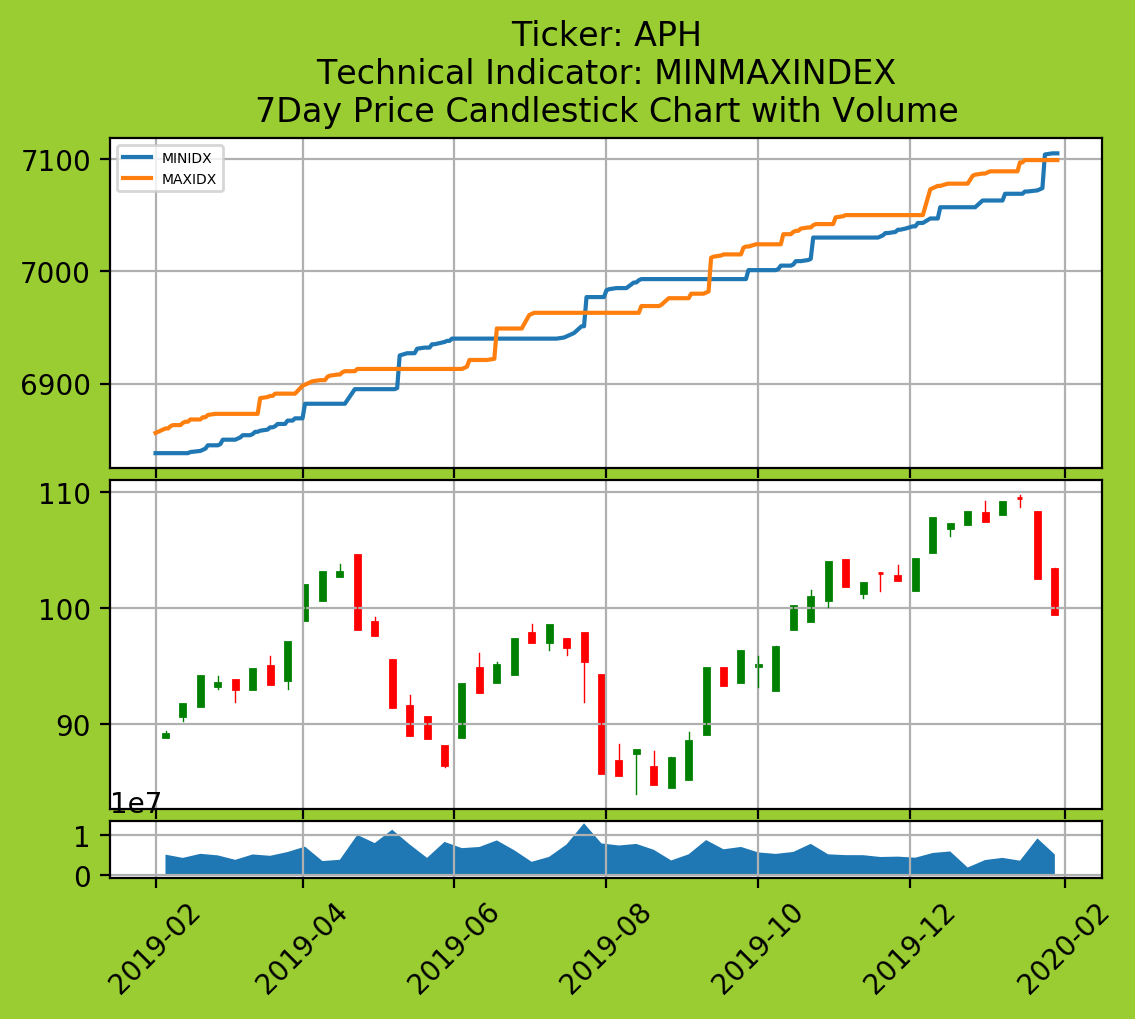 Ticker: APH
Technical Indicator: MINMAXINDEX
7Day Price Candlestick Chart with Volume
MINIDX
MAXIDX
7100
7000
6900
110
100
90
1e7
1
0
2019-02
2019-04
2019-06
2019-08
2019-10
2019-12
2020-02